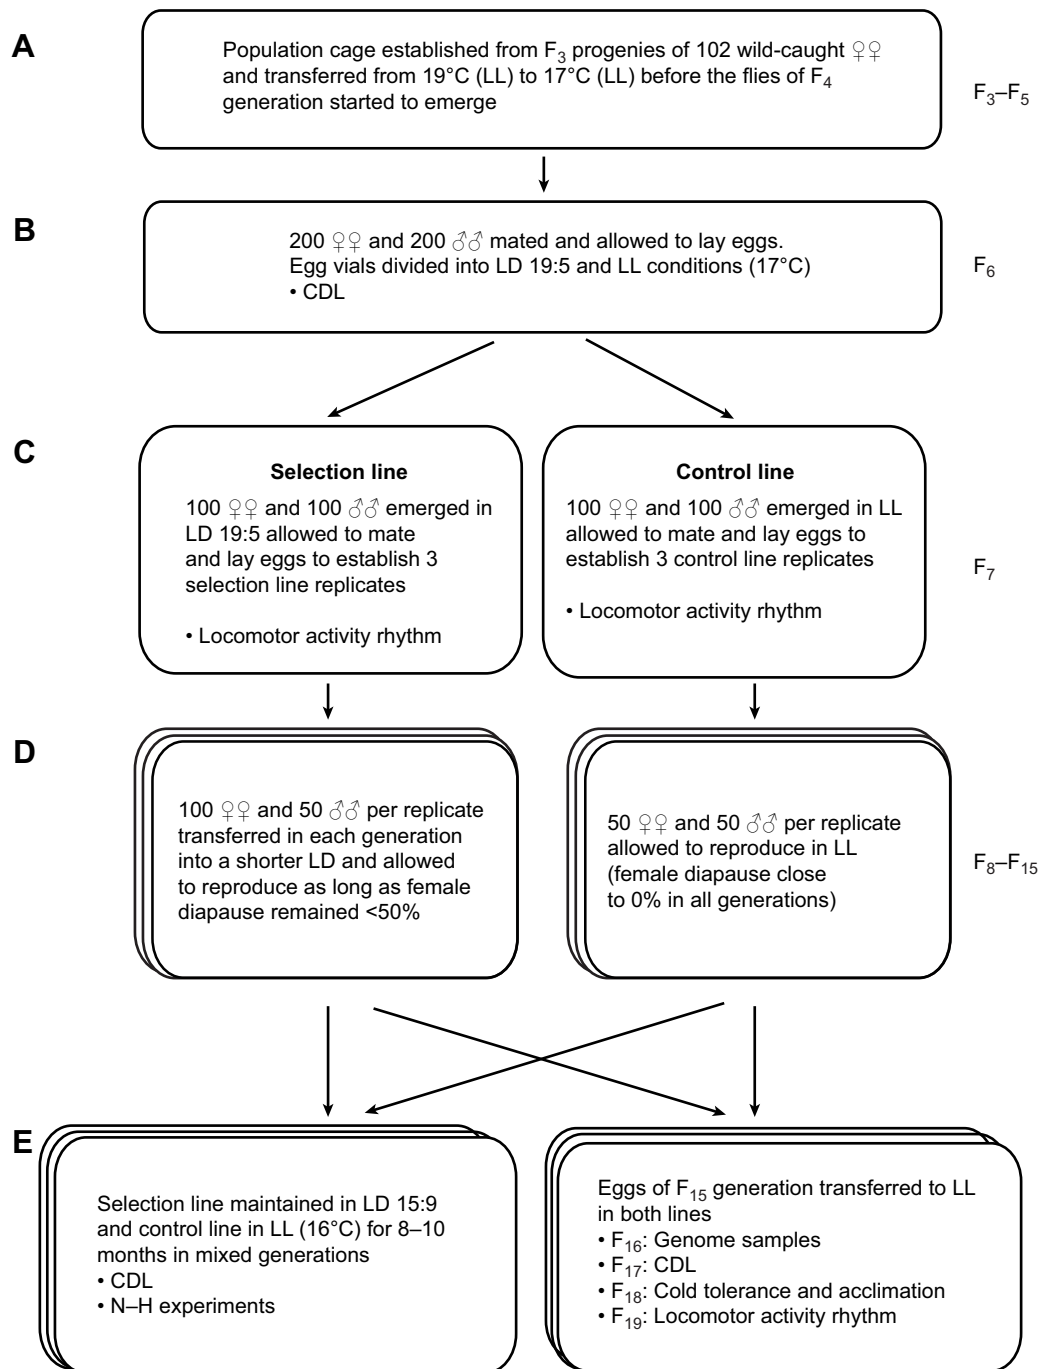 A
Population cage established from F₃ progenies of 102 wild-caught ♀♀
and transferred from 19°C (LL) to 17°C (LL) before the flies of F₄
generation started to emerge
F₃–F₅
B
200 ♀♀ and 200 ♂♂ mated and allowed to lay eggs.
Egg vials divided into LD 19:5 and LL conditions (17°C)
• CDL
F₆
C
Selection line
100 ♀♀ and 100 ♂♂ emerged in
LD 19:5 allowed to mate
and lay eggs to establish 3
selection line replicates
• Locomotor activity rhythm
Control line
100 ♀♀ and 100 ♂♂ emerged in LL
allowed to mate and lay eggs to
establish 3 control line replicates
• Locomotor activity rhythm
F₇
D
100 ♀♀ and 50 ♂♂ per replicate
transferred in each generation
into a shorter LD and allowed
to reproduce as long as female
diapause remained <50%
50 ♀♀ and 50 ♂♂ per replicate
allowed to reproduce in LL
(female diapause close
to 0% in all generations)
F₈–F₁₅
E
Selection line maintained in LD 15:9
and control line in LL (16°C) for 8–10
months in mixed generations
• CDL
• N–H experiments
Eggs of F₁₅ generation transferred to LL
in both lines
• F₁₆: Genome samples
• F₁₇: CDL
• F₁₈: Cold tolerance and acclimation
• F₁₉: Locomotor activity rhythm